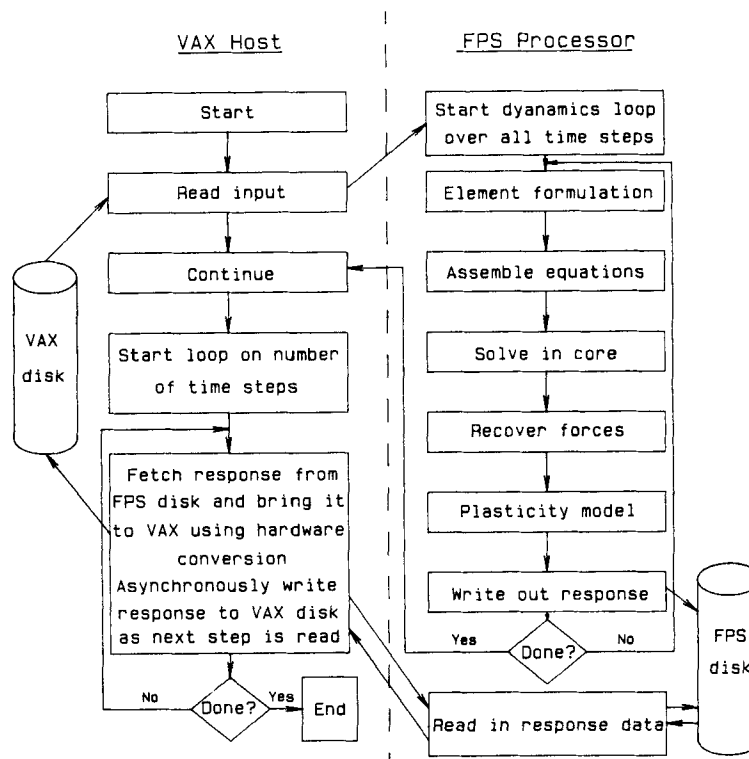 VAX Host
FPS Processor
Start
Read input
Continue
Start loop on number
of time steps
Fetch response from
FPS disk and bring it
to VAX using hardware
conversion
Asynchronously write
response to VAX disk
as next step is read
No
Done?
Yes
End
VAX
disk
Start dyanamics loop
over all time steps
Element formulation
Assemble equations
Solve in core
Recover forces
Plasticity model
Write out response
Yes
Done?
No
Read in response data
FPS
disk